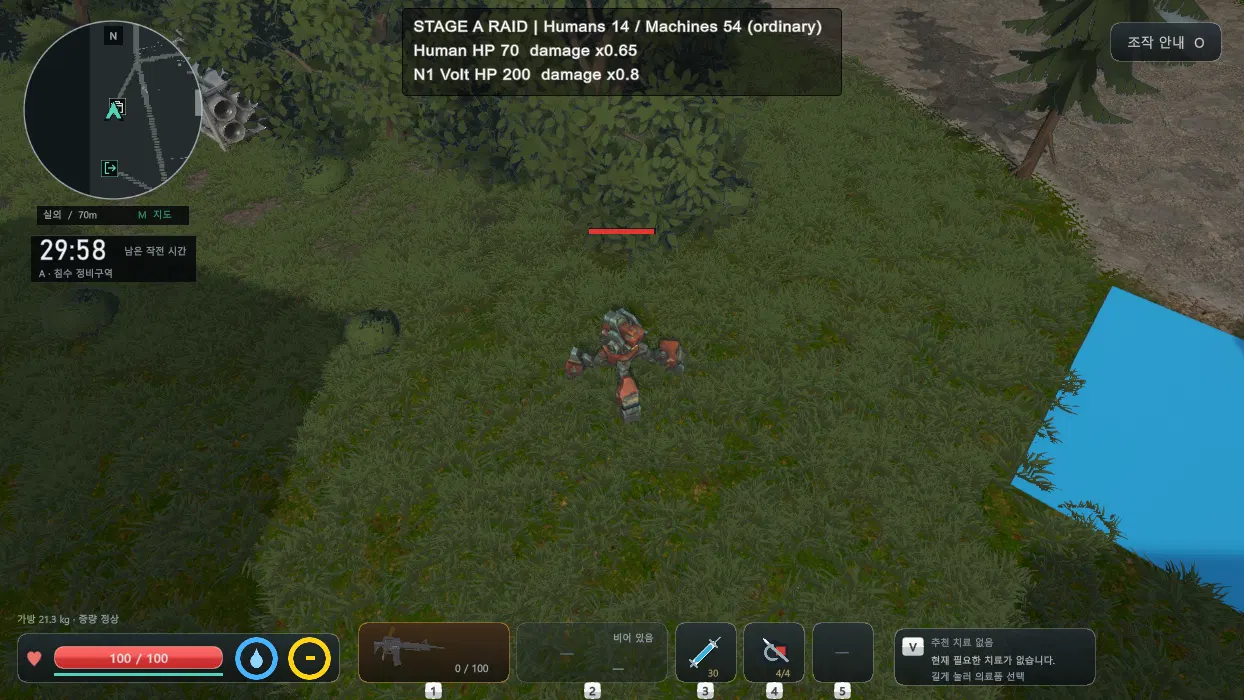 STAGE A RAID | Humans 14 / Machines 54 (ordinary)
Human HP 70 damage x0.65
N1 Volt HP 200 damage x0.8
조작 안내 O
N
실외 / 70m
M 지도
29:58
남은 작전 시간
A · 침수 정비구역
가방 21.3 kg · 중량 정상
100 / 100
0 / 100
1
비어 있음
2
30
3
4/4
4
5
V
추천 치료 없음
현재 필요한 치료가 없습니다.
길게 눌러 의료품 선택